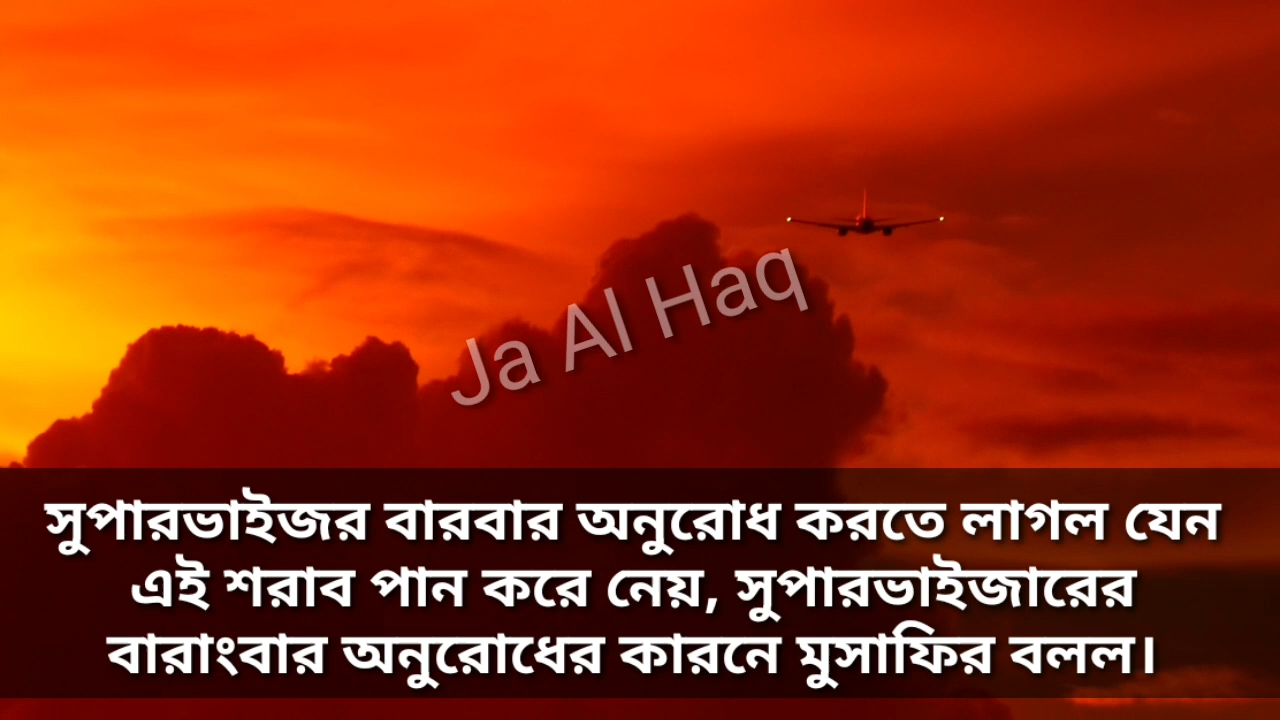 Ja Al Haq
সুপারভাইজর বারবার অনুরোধ করতে লাগল যেন
এই শরাব পান করে নেয়, সুপারভাইজারের
বারাংবার অনুরোধের কারনে মুসাফির বলল।